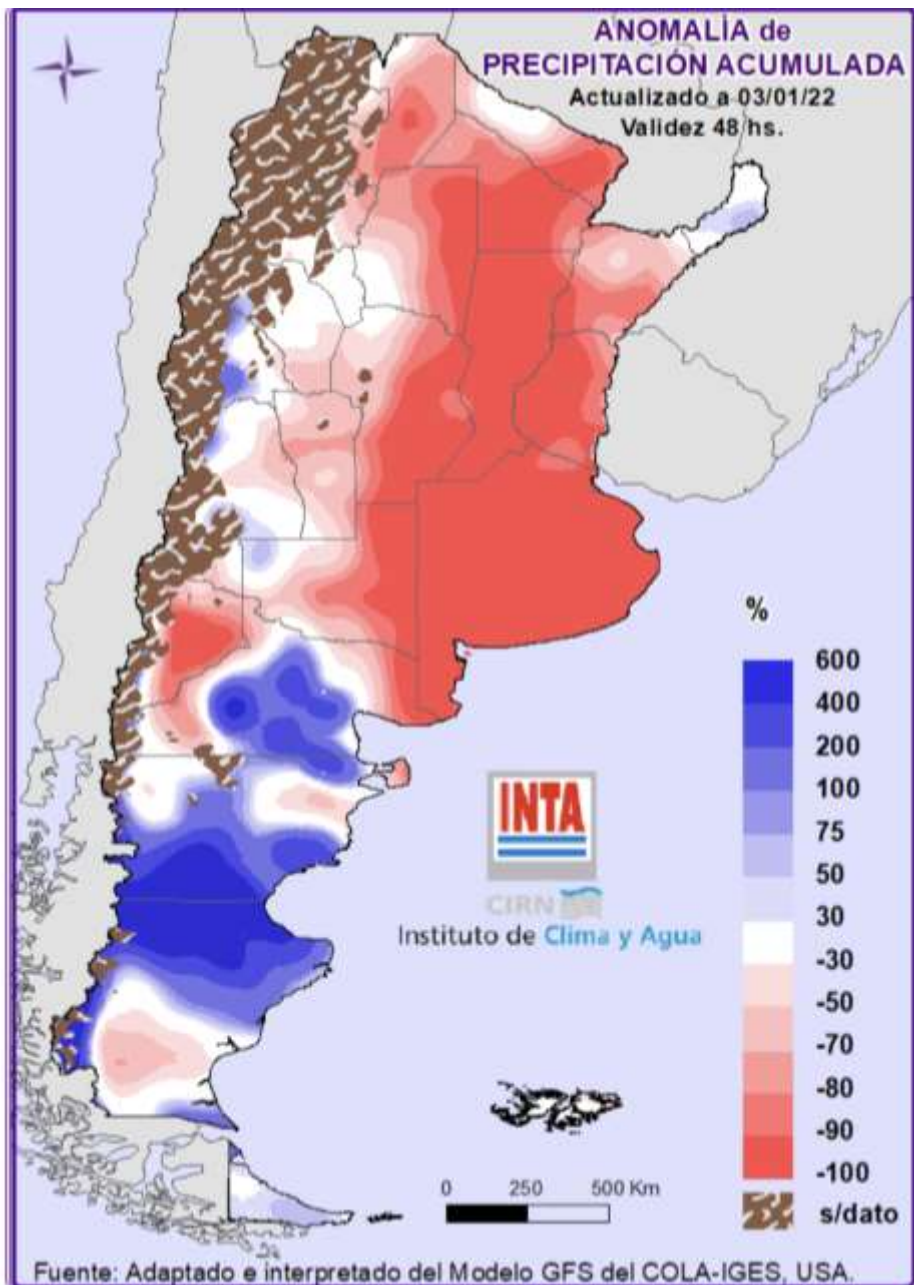 ANOMALÍA de
PRECIPITACIÓN ACUMULADA
Actualizado a 03/01/22
Validez 48 hs.
%
600
400
200
100
75
50
30
-30
-50
-70
-80
-90
-100
s/dato
INTA
CIRN
Instituto de Clima y Agua
0 250 500 Km
Fuente: Adaptado e interpretado del Modelo GFS del COLA-IGES, USA.